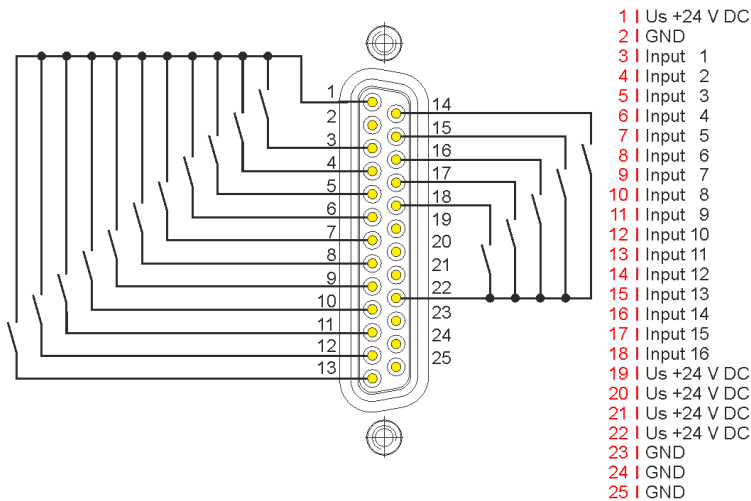 1
2
3
4
5
6
7
8
9
10
11
12
13
14
15
16
17
18
19
20
21
22
23
24
25
1 | Us +24 V DC
2 | GND
3 | Input 1
4 | Input 2
5 | Input 3
6 | Input 4
7 | Input 5
8 | Input 6
9 | Input 7
10 | Input 8
11 | Input 9
12 | Input 10
13 | Input 11
14 | Input 12
15 | Input 13
16 | Input 14
17 | Input 15
18 | Input 16
19 | Us +24 V DC
20 | Us +24 V DC
21 | Us +24 V DC
22 | Us +24 V DC
23 | GND
24 | GND
25 | GND